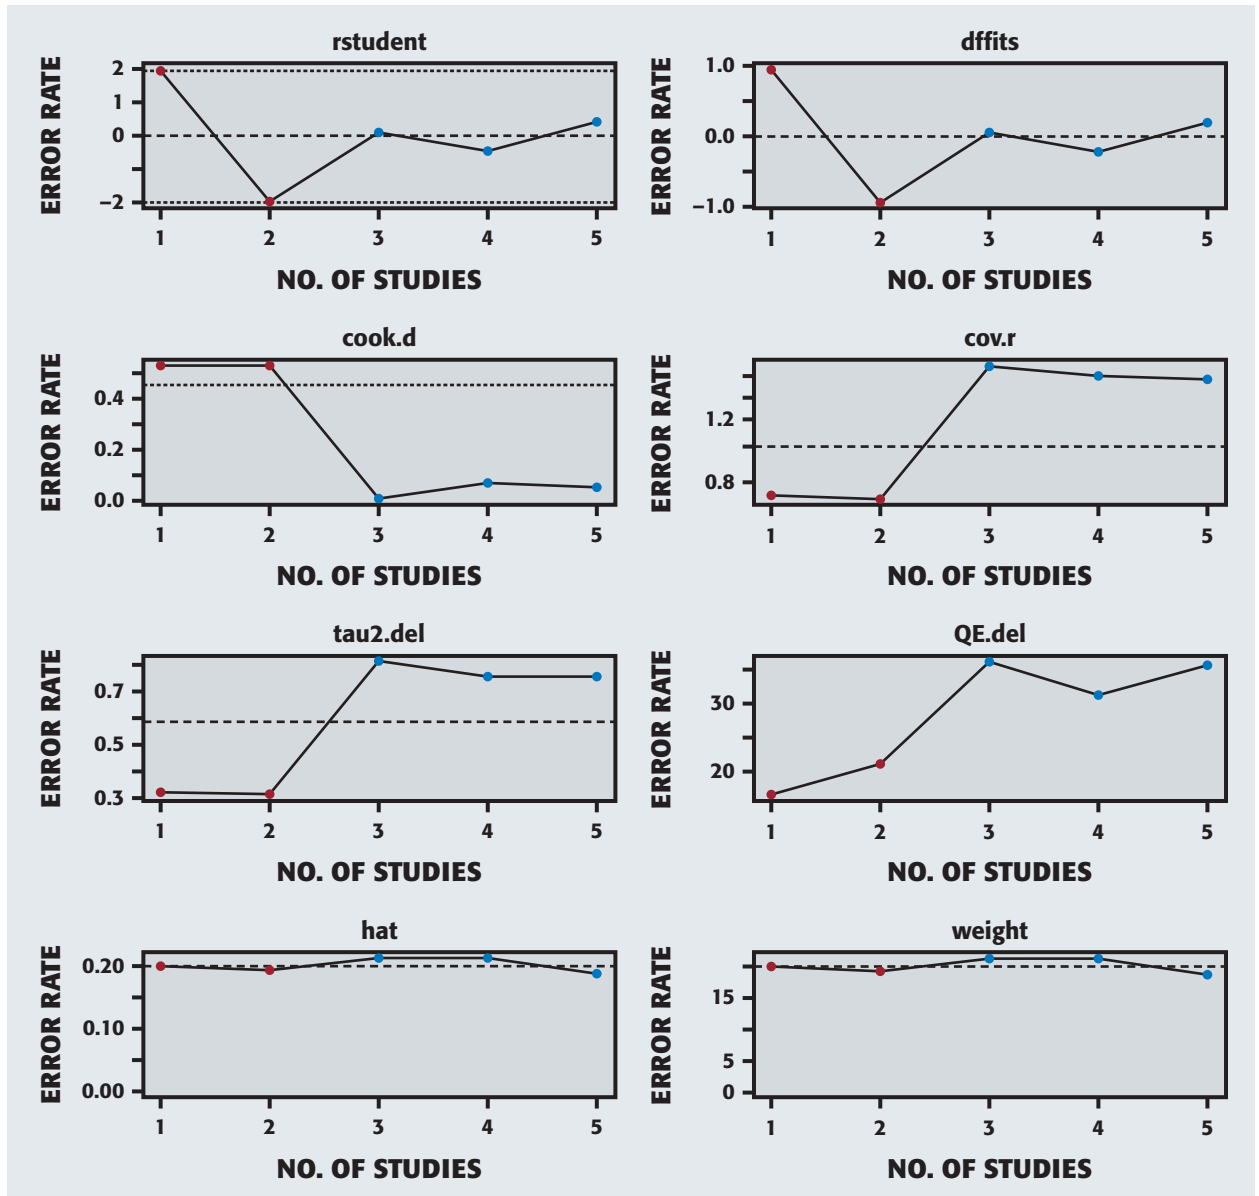 rstudent
ERROR RATE
2
1
0
–2
1 2 3 4 5
NO. OF STUDIES
dffits
ERROR RATE
1.0
0.0
–1.0
1 2 3 4 5
NO. OF STUDIES
cook.d
ERROR RATE
0.4
0.2
0.0
1 2 3 4 5
NO. OF STUDIES
cov.r
ERROR RATE
1.2
0.8
1 2 3 4 5
NO. OF STUDIES
tau2.del
ERROR RATE
0.7
0.5
0.3
1 2 3 4 5
NO. OF STUDIES
QE.del
ERROR RATE
30
20
1 2 3 4 5
NO. OF STUDIES
hat
ERROR RATE
0.20
0.10
0.00
1 2 3 4 5
NO. OF STUDIES
weight
ERROR RATE
15
5
0
1 2 3 4 5
NO. OF STUDIES